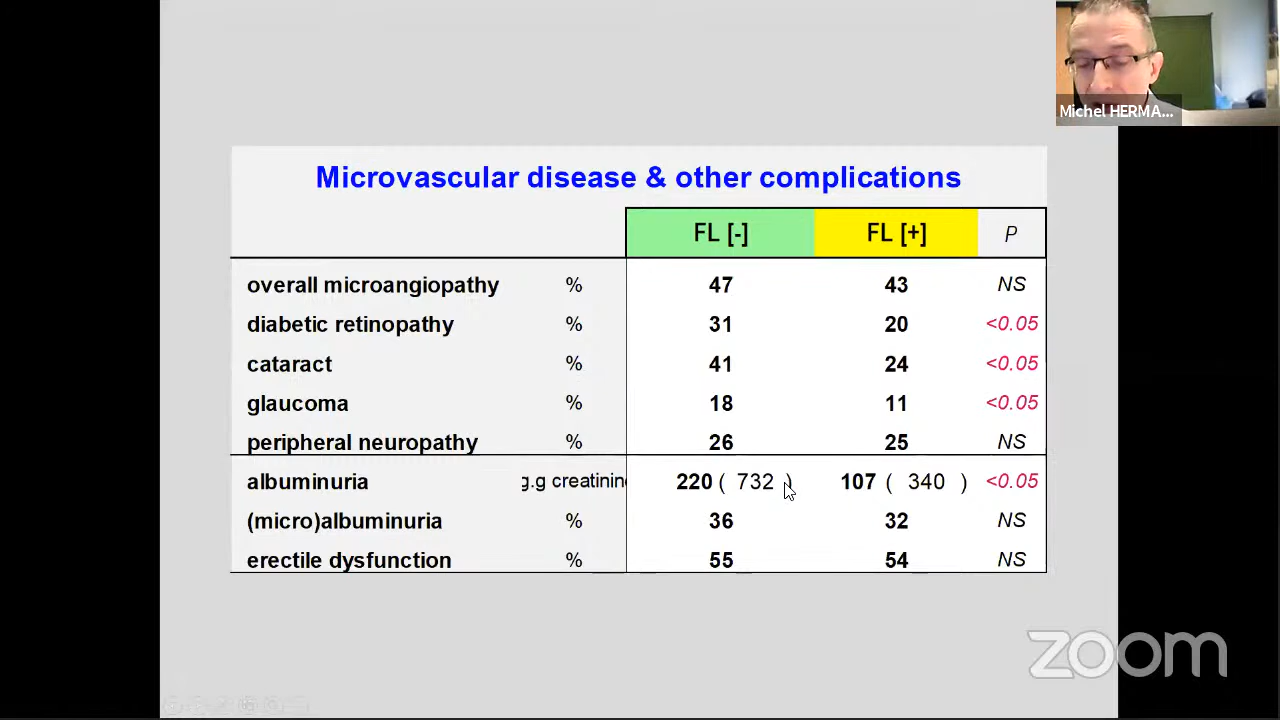 Michel HERMA...
Microvascular disease & other complications
FL [-] FL [+] P
overall microangiopathy % 47 43 NS
diabetic retinopathy % 31 20 <0.05
cataract % 41 24 <0.05
glaucoma % 18 11 <0.05
peripheral neuropathy % 26 25 NS
albuminuria g.g creatinin 220 ( 732 ) 107 ( 340 ) <0.05
(micro)albuminuria % 36 32 NS
erectile dysfunction % 55 54 NS
zoom